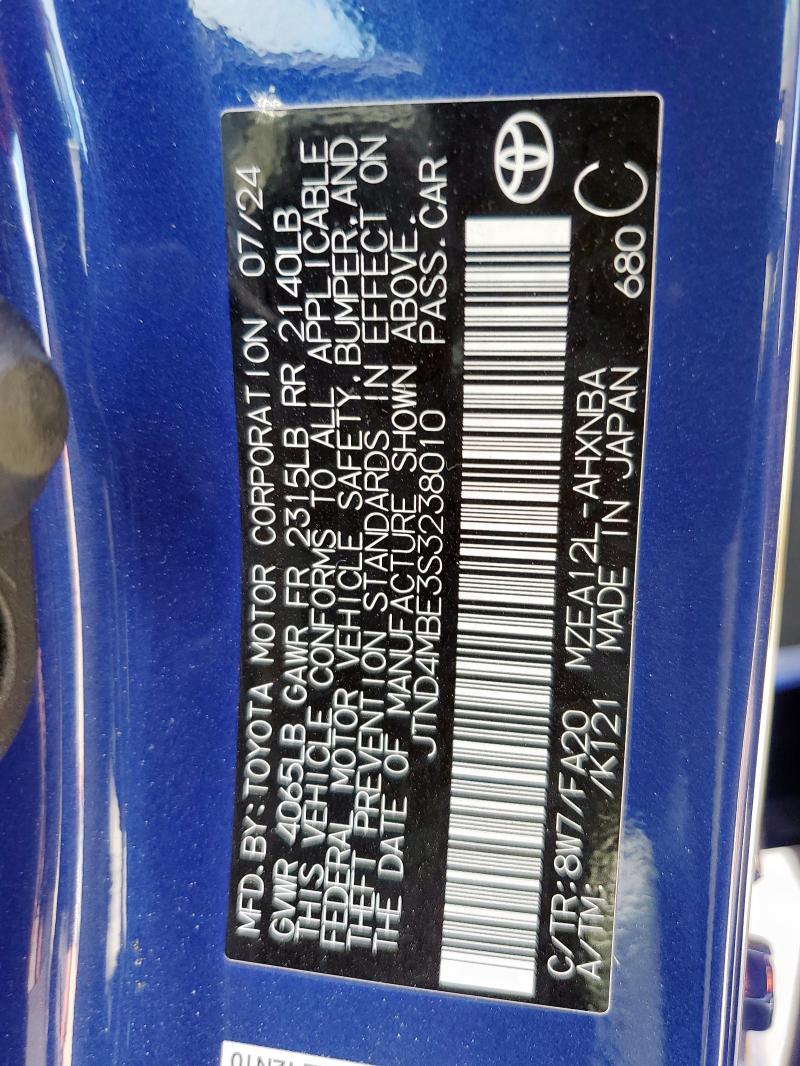 MFD. BY: TOYOTA MOTOR CORPORATION 07/24
GVWR 4065LB GAWR FR 2315LB RR 2140LB
THIS VEHICLE CONFORMS TO ALL APPLICABLE
FEDERAL MOTOR VEHICLE SAFETY, BUMPER, AND
THEFT PREVENTION STANDARDS IN EFFECT ON
THE DATE OF MANUFACTURE SHOWN ABOVE.
JTND4MBE3S3238010 PASS. CAR
C/TR: 8W7/FA20 MZEA12L-AHXNBA
A/TM: /K121 MADE IN JAPAN
680 C